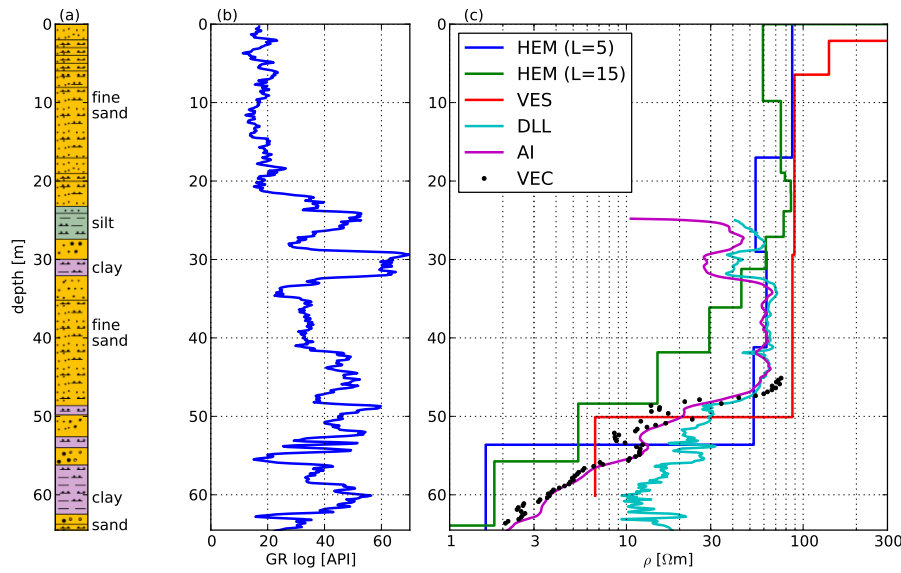 (a)
(b)
(c)
0
10
20
30
40
50
60
depth [m]
fine
sand
silt
clay
fine
sand
clay
sand
0
10
20
30
40
50
60
0
20
40
60
GR log [API]
0
10
20
30
40
50
60
HEM (L=5)
HEM (L=15)
VES
DLL
AI
VEC
1
3
10
30
100
300
ρ [Ωm]